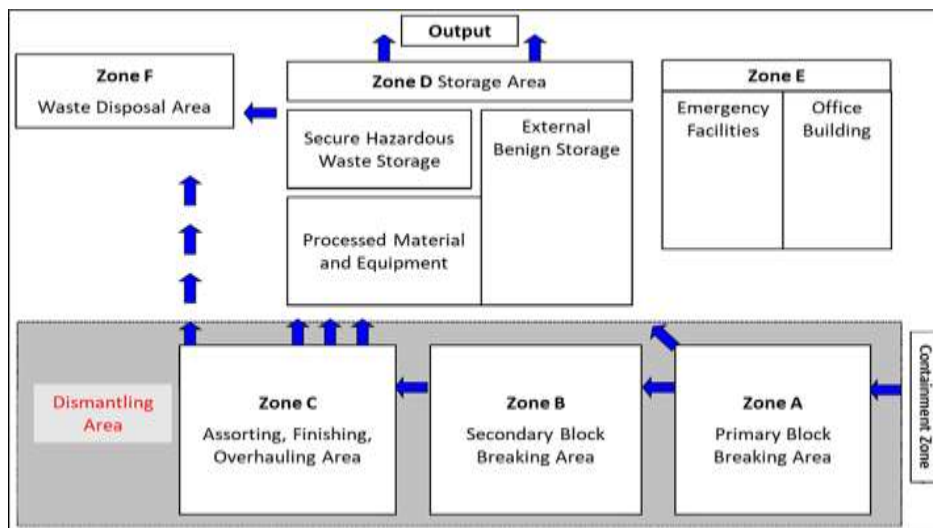 Output
Zone F
Waste Disposal Area
Zone D Storage Area
Secure Hazardous
Waste Storage
External
Benign Storage
Processed Material
and Equipment
Zone E
Emergency
Facilities
Office
Building
Dismantling
Area
Zone C
Assorting, Finishing,
Overhauling Area
Zone B
Secondary Block
Breaking Area
Zone A
Primary Block
Breaking Area
Containment Zone